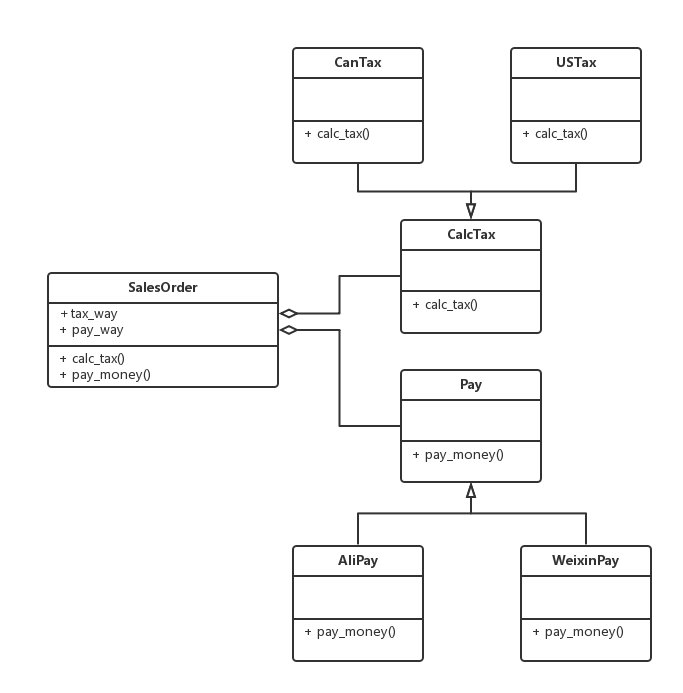 CanTax
+ calc_tax()
USTax
+ calc_tax()
CalcTax
+ calc_tax()
SalesOrder
+ tax_way
+ pay_way
+ calc_tax()
+ pay_money()
Pay
+ pay_money()
AliPay
+ pay_money()
WeixinPay
+ pay_money()